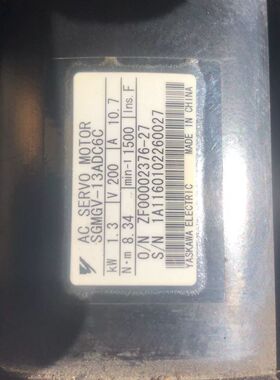 AC SERVO MOTOR
SGMGV-13ADC6C
kW 1.3 V 200 A 10.7
N·m 8.34 min-1 1500 Ins. F
O/N ZF00002376-27
S/N 1A1160102260027
YASKAWA ELECTRIC MADE IN CHINA